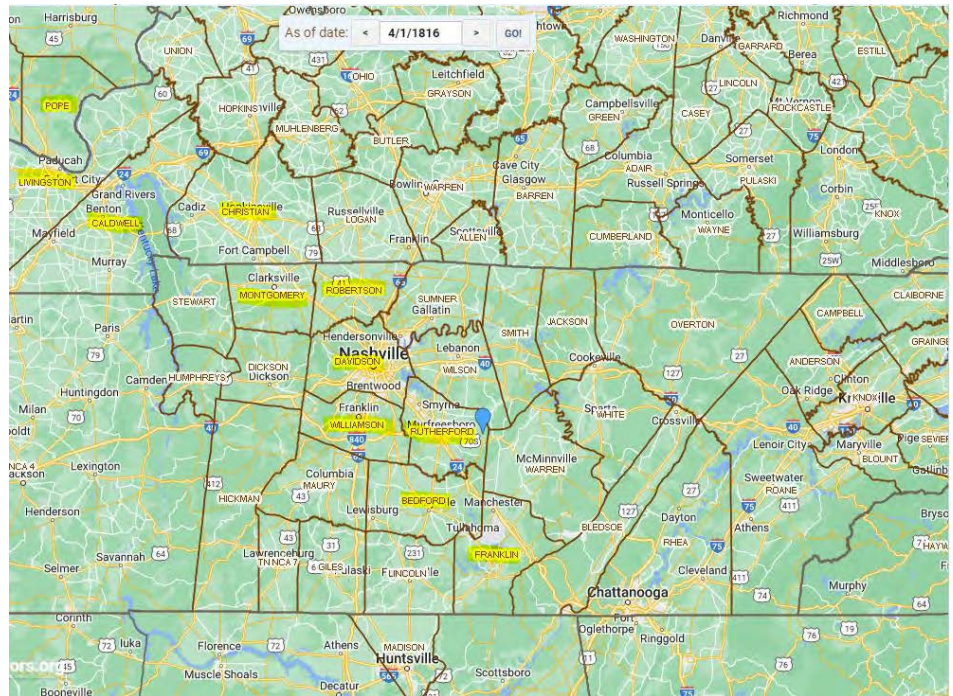 Owensboro
Richmond
Harrisburg
As of date: < 4/1/1816 > GO!
WASHINGTON
GARRARD
Berea
ESTILL
UNION
OHIO
Leitchfield
GRAYSON
LINCOLN
POPE
HOPKINS
Campbellsville
GREEN
CASEY
ROCKCASTLE
MUHLENBERG
BUTLER
Paducah
Cave City
Columbia
ADAIR
Somerset
London
LIVINGSTON
Grand Rivers
Glasgow
WARREN
BARREN
Russell Springs
PULASKI
Corbin
Benton
Cadiz
CHRISTIAN
Russellville
LOGAN
KNOX
CALDWELL
Monticello
WAYNE
Mayfield
Fort Campbell
Franklin
Scottsville
ALLEN
CUMBERLAND
Williamsburg
Murray
Middlesboro
Clarksville
MONTGOMERY
ROBERTSON
STEWART
SUMNER
Gallatin
CLAIBORNE
CAMPBELL
Paris
SMITH
JACKSON
OVERTON
Hendersonville
Nashville
Lebanon
DAVIDSON
WILSON
Cookeville
ANDERSON
DICKSON
Dickson
Camden
HUMPHREYS
Huntingdon
Brentwood
Clinton
Oak Ridge
KNOX
Milan
Franklin
WILLIAMSON
Smyrna
Murfreesboro
RUTHERFORD
Sparta
WHITE
Crossville
Lenoir City
Maryville
BLOUNT
SEVIER
Lexington
Columbia
MAURY
McMinnville
WARREN
Sweetwater
ROANE
HICKMAN
Henderson
Lewisburg
BEDFORD
Manchester
Dayton
Athens
Tullahoma
BLEDSOE
RHEA
Lawrenceburg
TN NCA 7
GILES
LINCOLN
FRANKLIN
Savannah
Selmer
Cleveland
Chattanooga
Murphy
Corinth
Iuka
Florence
Athens
MADISON
Huntsville
Fort
Oglethorpe
Ringgold
Muscle Shoals
Decatur
Scottsboro
Booneville